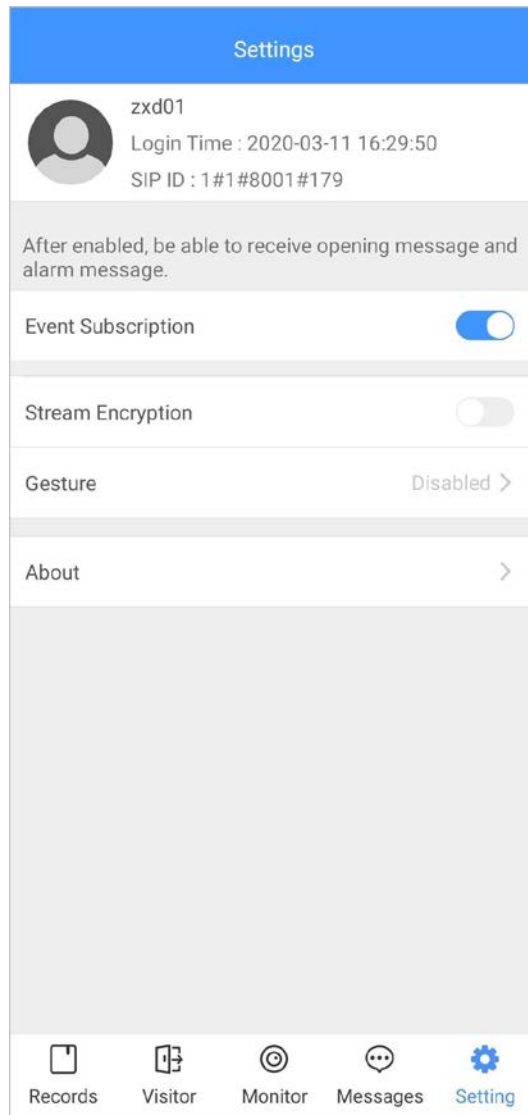 Settings
zxd01
Login Time : 2020-03-11 16:29:50
SIP ID : 1#1#8001#179
After enabled, be able to receive opening message and
alarm message.
Event Subscription
Stream Encryption
Gesture Disabled
About
Records Visitor Monitor Messages Setting